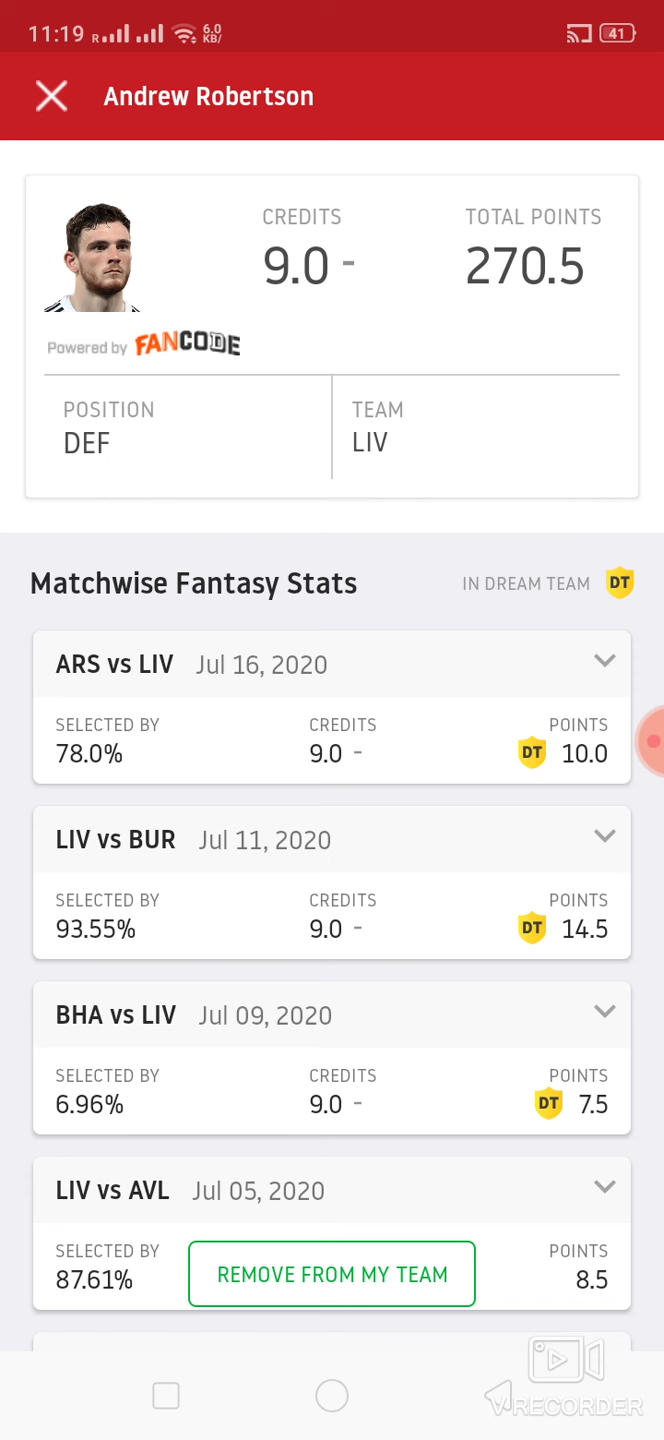 11:19 R 6.0 KB/ 41
Andrew Robertson
CREDITS TOTAL POINTS
9.0 - 270.5
Powered by FANCODE
POSITION TEAM
DEF LIV
Matchwise Fantasy Stats IN DREAM TEAM DT
ARS vs LIV Jul 16, 2020
SELECTED BY CREDITS POINTS
78.0% 9.0 - DT 10.0
LIV vs BUR Jul 11, 2020
SELECTED BY CREDITS POINTS
93.55% 9.0 - DT 14.5
BHA vs LIV Jul 09, 2020
SELECTED BY CREDITS POINTS
6.96% 9.0 - DT 7.5
LIV vs AVL Jul 05, 2020
SELECTED BY POINTS
87.61% REMOVE FROM MY TEAM 8.5
VRECORDER